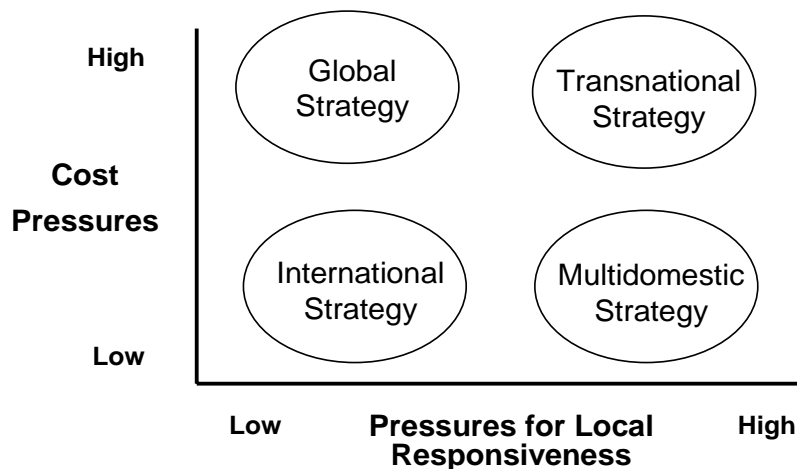 High
Global
Strategy
Transnational
Strategy
Cost
Pressures
International
Strategy
Multidomestic
Strategy
Low
Low
Pressures for Local
Responsiveness
High